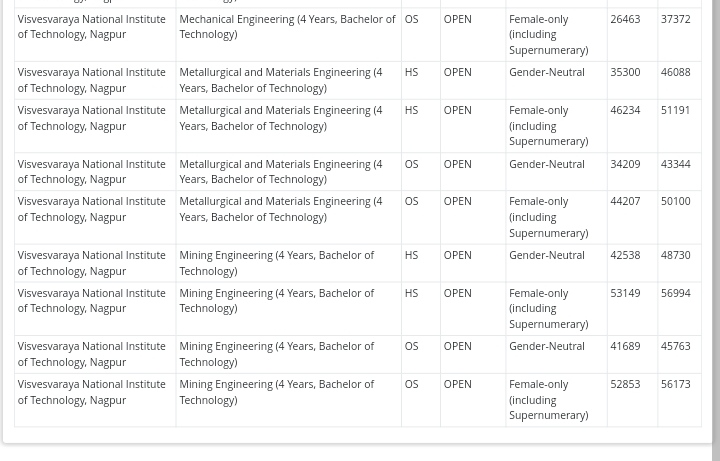 Visvesvaraya National Institute of Technology, Nagpur Mechanical Engineering (4 Years, Bachelor of Technology) OS OPEN Female-only (including Supernumerary) 26463 37372
Visvesvaraya National Institute of Technology, Nagpur Metallurgical and Materials Engineering (4 Years, Bachelor of Technology) HS OPEN Gender-Neutral 35300 46088
Visvesvaraya National Institute of Technology, Nagpur Metallurgical and Materials Engineering (4 Years, Bachelor of Technology) HS OPEN Female-only (including Supernumerary) 46234 51191
Visvesvaraya National Institute of Technology, Nagpur Metallurgical and Materials Engineering (4 Years, Bachelor of Technology) OS OPEN Gender-Neutral 34209 43344
Visvesvaraya National Institute of Technology, Nagpur Metallurgical and Materials Engineering (4 Years, Bachelor of Technology) OS OPEN Female-only (including Supernumerary) 44207 50100
Visvesvaraya National Institute of Technology, Nagpur Mining Engineering (4 Years, Bachelor of Technology) HS OPEN Gender-Neutral 42538 48730
Visvesvaraya National Institute of Technology, Nagpur Mining Engineering (4 Years, Bachelor of Technology) HS OPEN Female-only (including Supernumerary) 53149 56994
Visvesvaraya National Institute of Technology, Nagpur Mining Engineering (4 Years, Bachelor of Technology) OS OPEN Gender-Neutral 41689 45763
Visvesvaraya National Institute of Technology, Nagpur Mining Engineering (4 Years, Bachelor of Technology) OS OPEN Female-only (including Supernumerary) 52853 56173